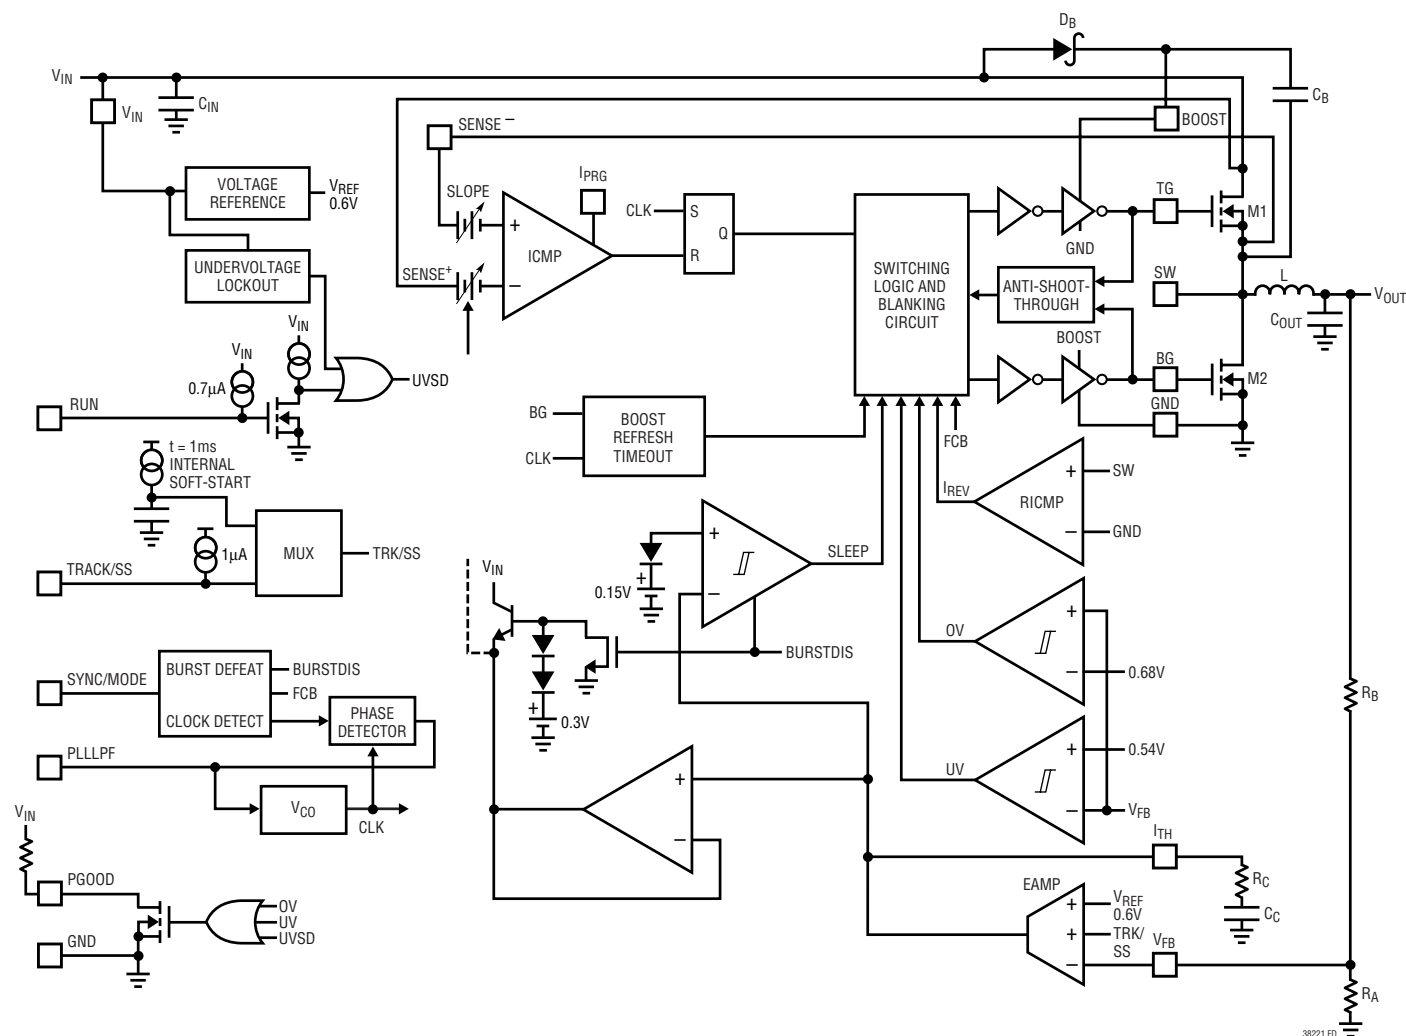 DB
VIN
VIN
CIN
CB
SENSE –
BOOST
VOLTAGE
REFERENCE
VREF
0.6V
SLOPE
IPRG
CLK
S
Q
R
TG
M1
+
ICMP
–
GND
UNDERVOLTAGE
LOCKOUT
SENSE+
SWITCHING
LOGIC AND
BLANKING
CIRCUIT
ANTI-SHOOT-
THROUGH
SW
L
VOUT
COUT
VIN
VIN
0.7µA
UVSD
BOOST
BG
M2
RUN
GND
BG
CLK
BOOST
REFRESH
TIMEOUT
FCB
t = 1ms
INTERNAL
SOFT-START
IREV
RICMP
+
SW
–
GND
1µA
MUX
TRK/SS
TRACK/SS
VIN
+
–
SLEEP
+
0.15V
OV
+
–
0.68V
BURSTDIS
SYNC/MODE
BURST DEFEAT
CLOCK DETECT
BURSTDIS
FCB
PHASE
DETECTOR
+
0.3V
RB
PLLLPF
VCO
CLK
UV
+
0.54V
–
VFB
+
–
VIN
ITH
RC
CC
PGOOD
OV
UV
UVSD
GND
EAMP
+
VREF
0.6V
+
TRK/
SS
–
VFB
RA
38221 FD